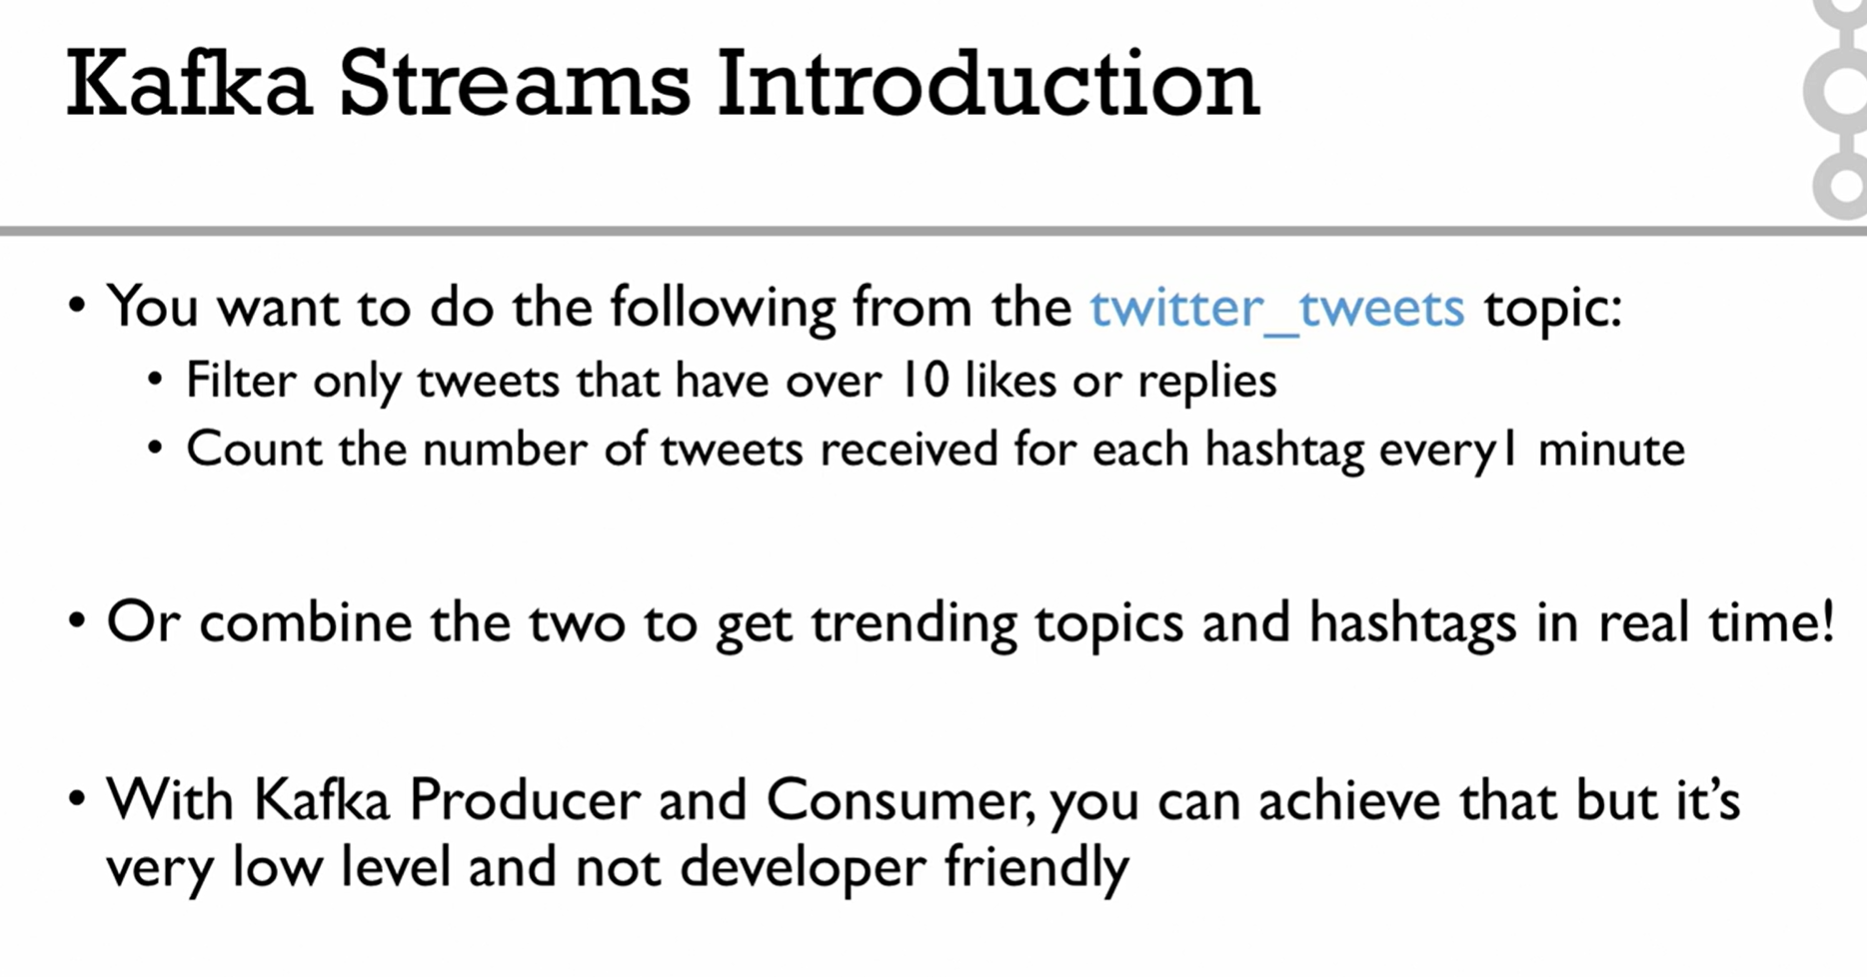 Kafka Streams Introduction
• You want to do the following from the twitter_tweets topic:
• Filter only tweets that have over 10 likes or replies
• Count the number of tweets received for each hashtag every1 minute
• Or combine the two to get trending topics and hashtags in real time!
• With Kafka Producer and Consumer, you can achieve that but it’s
very low level and not developer friendly